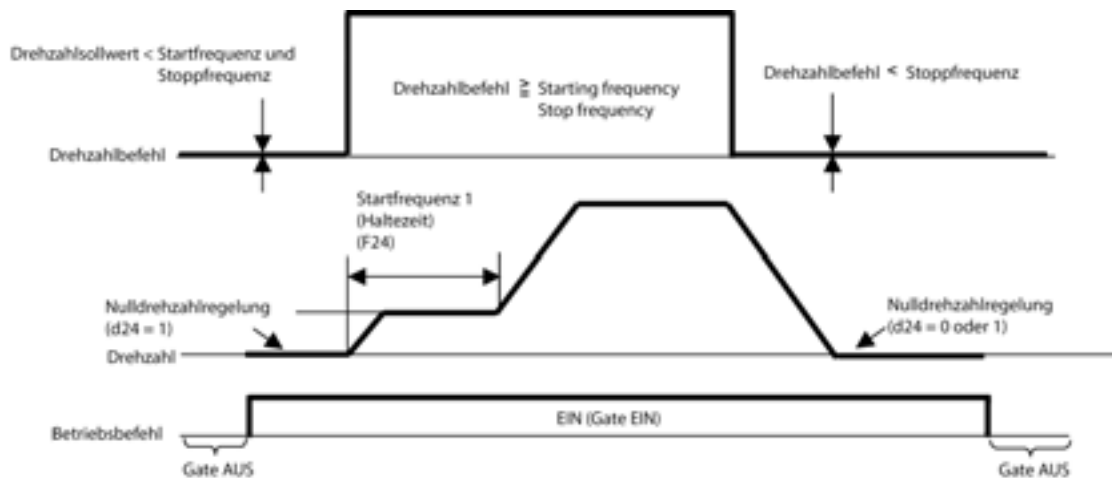 Drehzahlsollwert < Startfrequenz und
Stoppfrequenz
Drehzahlbefehl ≧ Starting frequency
Stop frequency
Drehzahlbefehl < Stoppfrequenz
Drehzahlbefehl
Startfrequenz 1
(Haltezeit)
(F24)
Nulldrehzahlregelung
(d24 = 1)
Nulldrehzahlregelung
(d24 = 0 oder 1)
Drehzahl
EIN (Gate EIN)
Betriebsbefehl
Gate AUS
Gate AUS